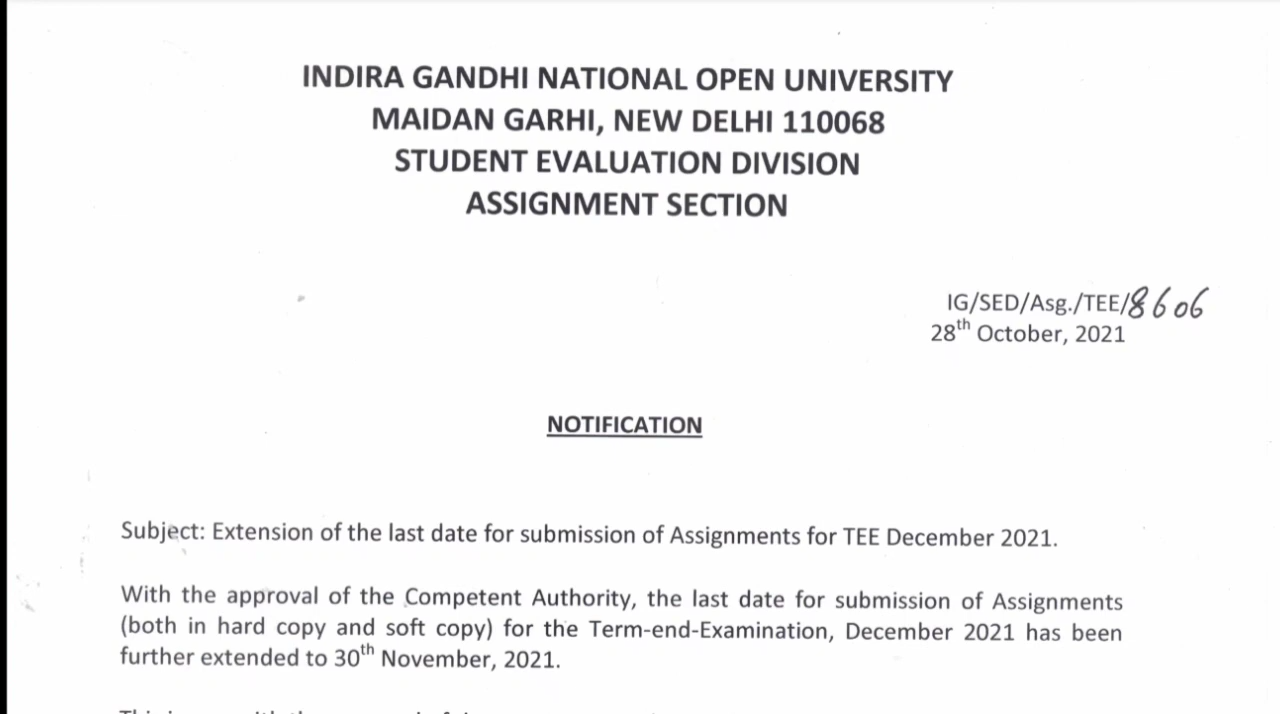 INDIRA GANDHI NATIONAL OPEN UNIVERSITY
MAIDAN GARHI, NEW DELHI 110068
STUDENT EVALUATION DIVISION
ASSIGNMENT SECTION
IG/SED/Asg./TEE/8606
28th October, 2021
NOTIFICATION
Subject: Extension of the last date for submission of Assignments for TEE December 2021.
With the approval of the Competent Authority, the last date for submission of Assignments
(both in hard copy and soft copy) for the Term-end-Examination, December 2021 has been
further extended to 30th November, 2021.